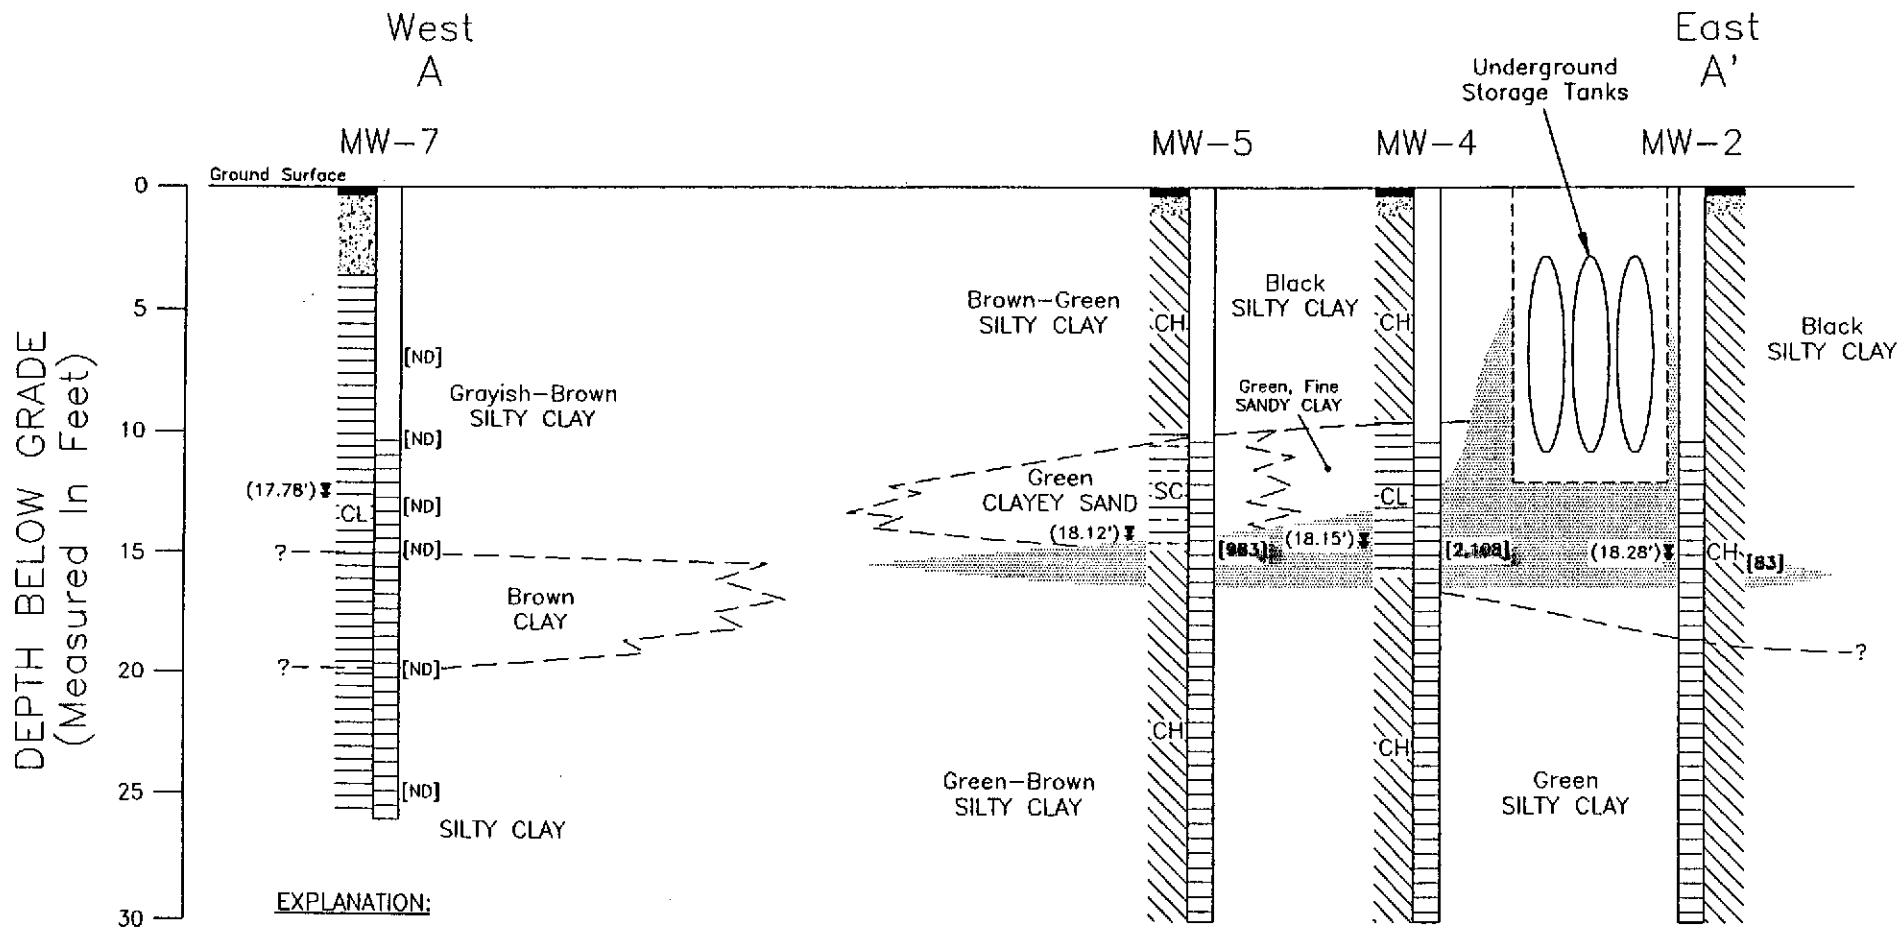 West
A
East
A'
Underground
Storage Tanks
MW-7
MW-5
MW-4
MW-2
0
Ground Surface
5
10
15
20
25
30
DEPTH BELOW GRADE
(Measured In Feet)
Brown-Green
SILTY CLAY
CH
Black
SILTY CLAY
CH
Black
SILTY CLAY
[ND]
Grayish-Brown
SILTY CLAY
Green, Fine
SANDY CLAY
[ND]
(17.78')
CL
[ND]
Green
CLAYEY SAND
SC
CL
(18.12')
[983]
(18.15')
[2,108]
(18.28')
CH
[83]
?
[ND]
Brown
CLAY
?
[ND]
?
CH
CH
Green-Brown
SILTY CLAY
Green
SILTY CLAY
[ND]
SILTY CLAY
EXPLANATION: